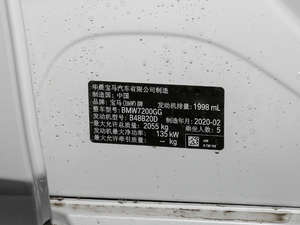 华晨宝马汽车有限公司制造
制造国：中国
品牌：宝马(BMW)牌 发动机排量：1998 mL
整车型号：BMW7200GG
发动机型号：B48B20D 制造年月：2020-02
最大允许总质量：2055 kg 乘坐人数：5
发动机最大净功率：135 kW
最大允许牵引质量：-- kg